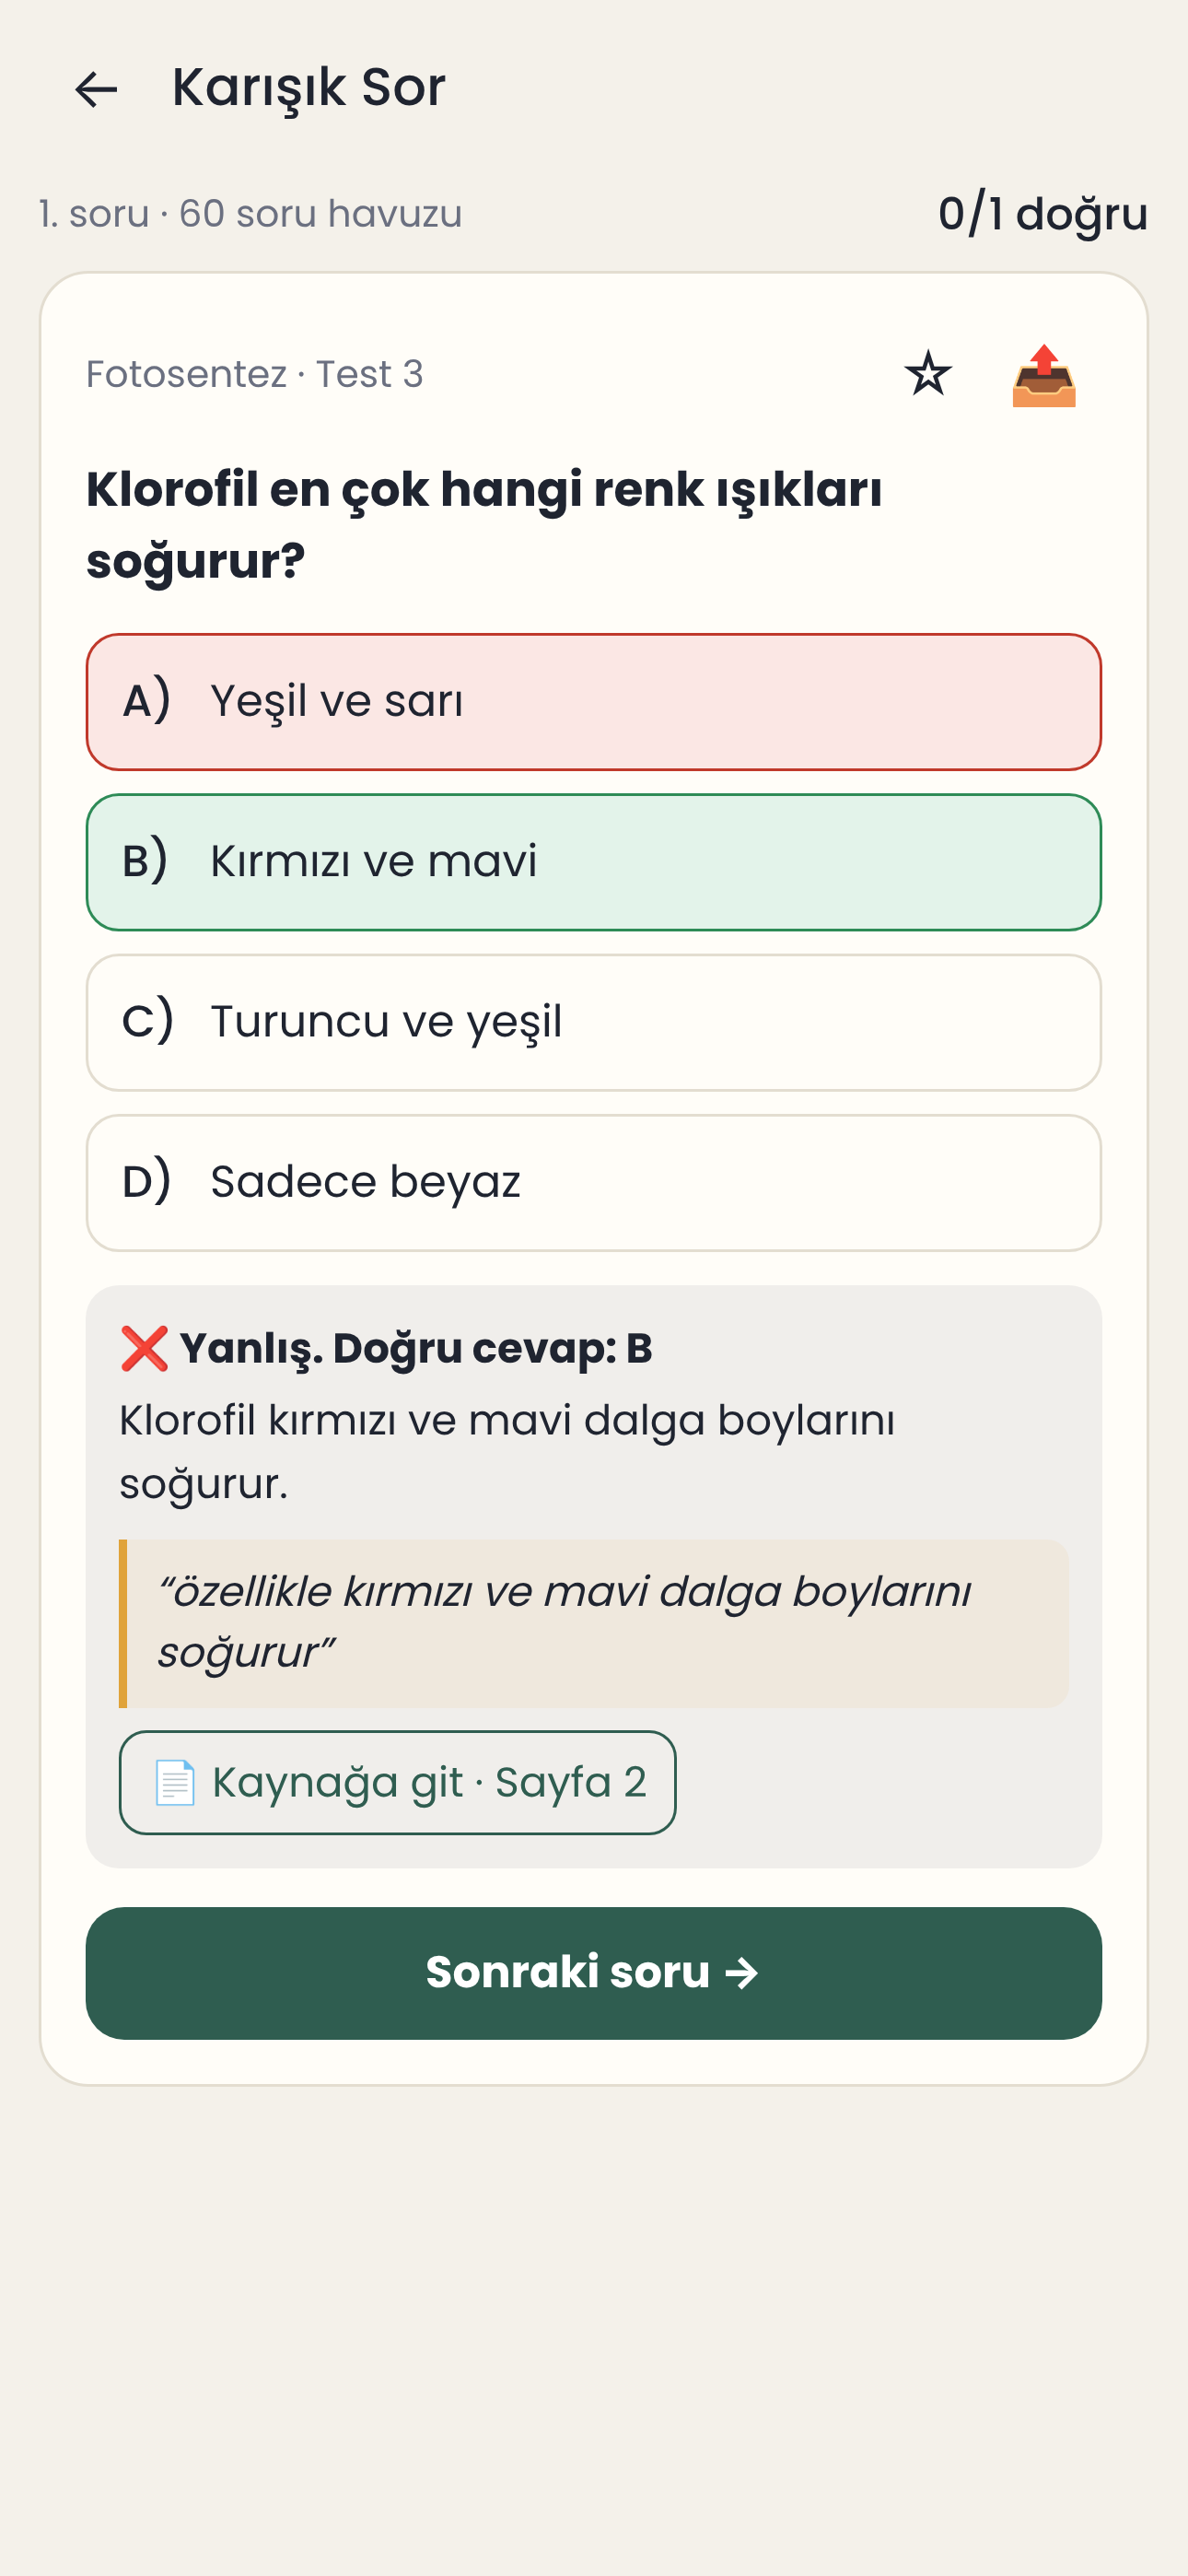 ← Karışık Sor
1. soru · 60 soru havuzu
0/1 doğru
Fotosentez · Test 3
Klorofil en çok hangi renk ışıkları
soğurur?
A) Yeşil ve sarı
B) Kırmızı ve mavi
C) Turuncu ve yeşil
D) Sadece beyaz
❌ Yanlış. Doğru cevap: B
Klorofil kırmızı ve mavi dalga boylarını
soğurur.
“özellikle kırmızı ve mavi dalga boylarını
soğurur”
📄 Kaynağa git · Sayfa 2
Sonraki soru →